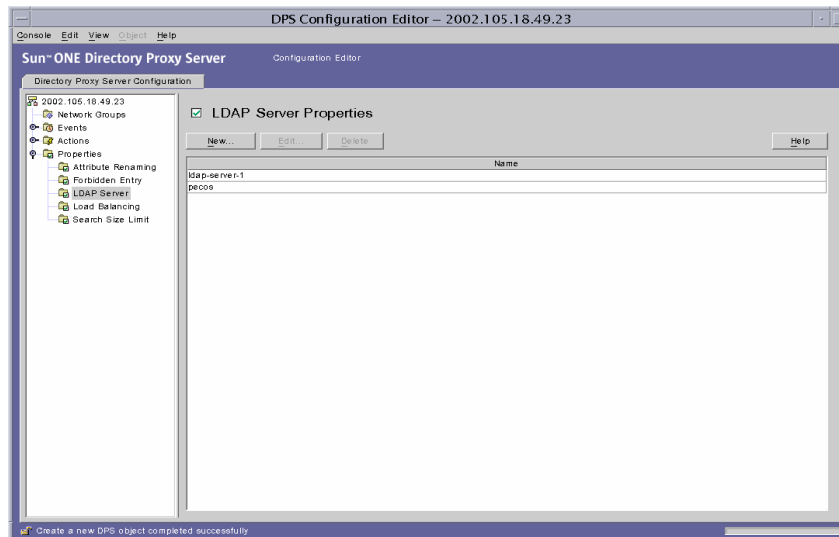 DPS Configuration Editor – 2002.105.18.49.23
Console Edit View Object Help
Sun™ ONE Directory Proxy Server Configuration Editor
Directory Proxy Server Configuration
2002.105.18.49.23
Network Groups
Events
Actions
Properties
Attribute Renaming
Forbidden Entry
LDAP Server
Load Balancing
Search Size Limit
LDAP Server Properties
New... Edit... Delete Help
Name
ldap-server-1
pecos
Create a new DPS object completed successfully